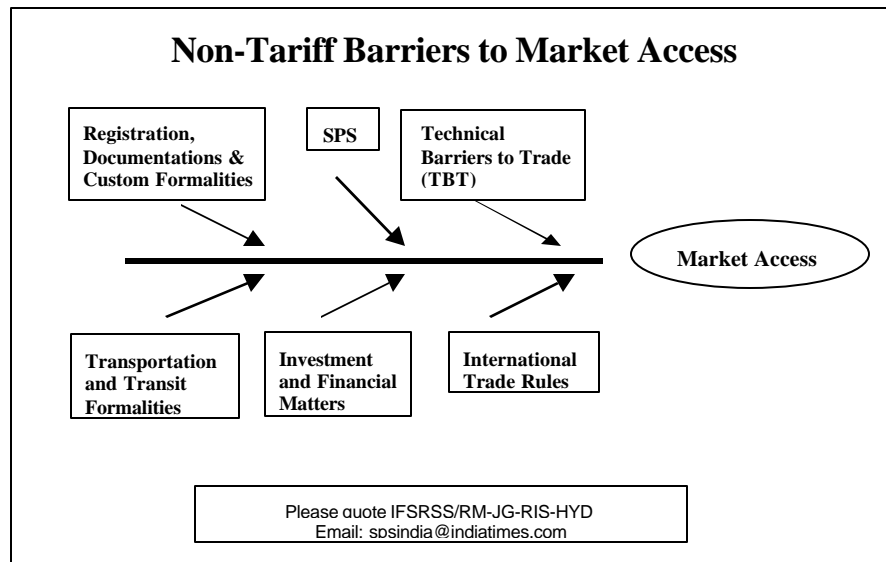 Non-Tariff Barriers to Market Access
Registration,
Documentations &
Custom Formalities
SPS
Technical
Barriers to Trade
(TBT)
Market Access
Transportation
and Transit
Formalities
Investment
and Financial
Matters
International
Trade Rules
Please quote IFSRSS/RM-JG-RIS-HYD
Email: spsindia@indiatimes.com